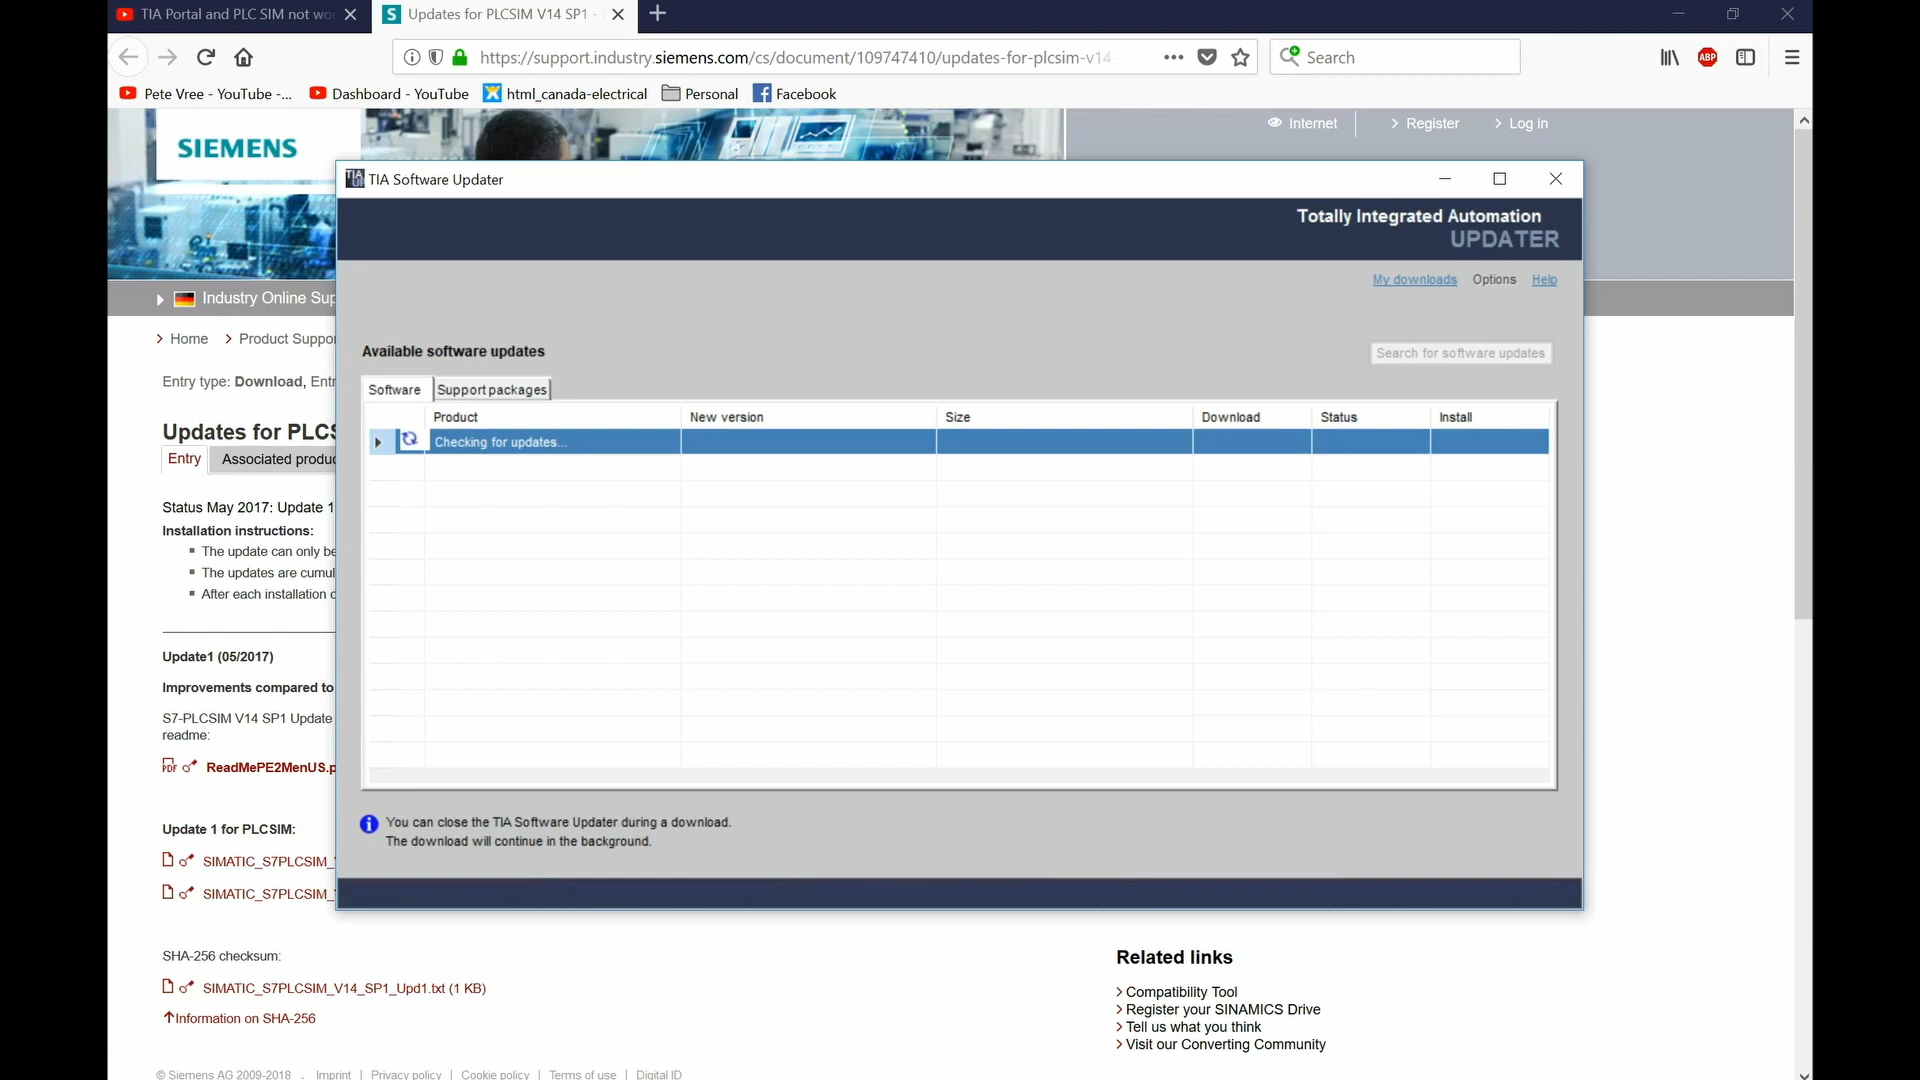 TIA Portal and PLC SIM not wo
Updates for PLCSIM V14 SP1 -
https://support.industry.siemens.com/cs/document/109747410/updates-for-plcsim-v14-
Search
ABP
Pete Vree - YouTube -...
Dashboard - YouTube
html_canada-electrical
Personal
Facebook
SIEMENS
Internet
Register
Log in
TIA Software Updater
Totally Integrated Automation
UPDATER
My downloads
Options
Help
Industry Online Sup
Home
Product Suppor
Available software updates
Search for software updates
Entry type: Download, Entr
Software
Support packages
Product
New version
Size
Download
Status
Install
Checking for updates...
Updates for PLCS
Entry
Associated produc
Status May 2017: Update 1
Installation instructions:
The update can only be
The updates are cumul
After each installation o
Update1 (05/2017)
Improvements compared to
S7-PLCSIM V14 SP1 Update
readme:
PDF
ReadMePE2MenUS.p
You can close the TIA Software Updater during a download.
The download will continue in the background.
Update 1 for PLCSIM:
SIMATIC_S7PLCSIM_
SIMATIC_S7PLCSIM_
SHA-256 checksum:
SIMATIC_S7PLCSIM_V14_SP1_Upd1.txt (1 KB)
Information on SHA-256
Related links
Compatibility Tool
Register your SINAMICS Drive
Tell us what you think
Visit our Converting Community
© Siemens AG 2009-2018 - Imprint | Privacy policy | Cookie policy | Terms of use | Digital ID